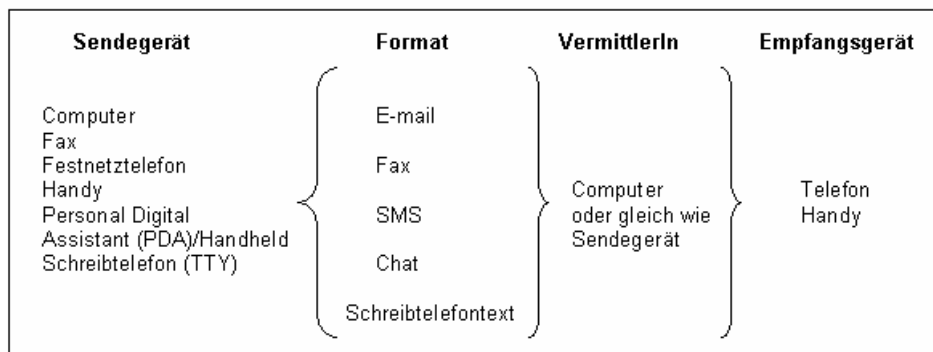 Sendegerät Format VermittlerIn Empfangsgerät
Computer
Fax
Festnetztelefon
Handy
Personal Digital
Assistant (PDA)/Handheld
Schreibtelefon (TTY)
E-mail
Fax
SMS
Chat
Schreibtelefontext
Computer
oder gleich wie
Sendegerät
Telefon
Handy